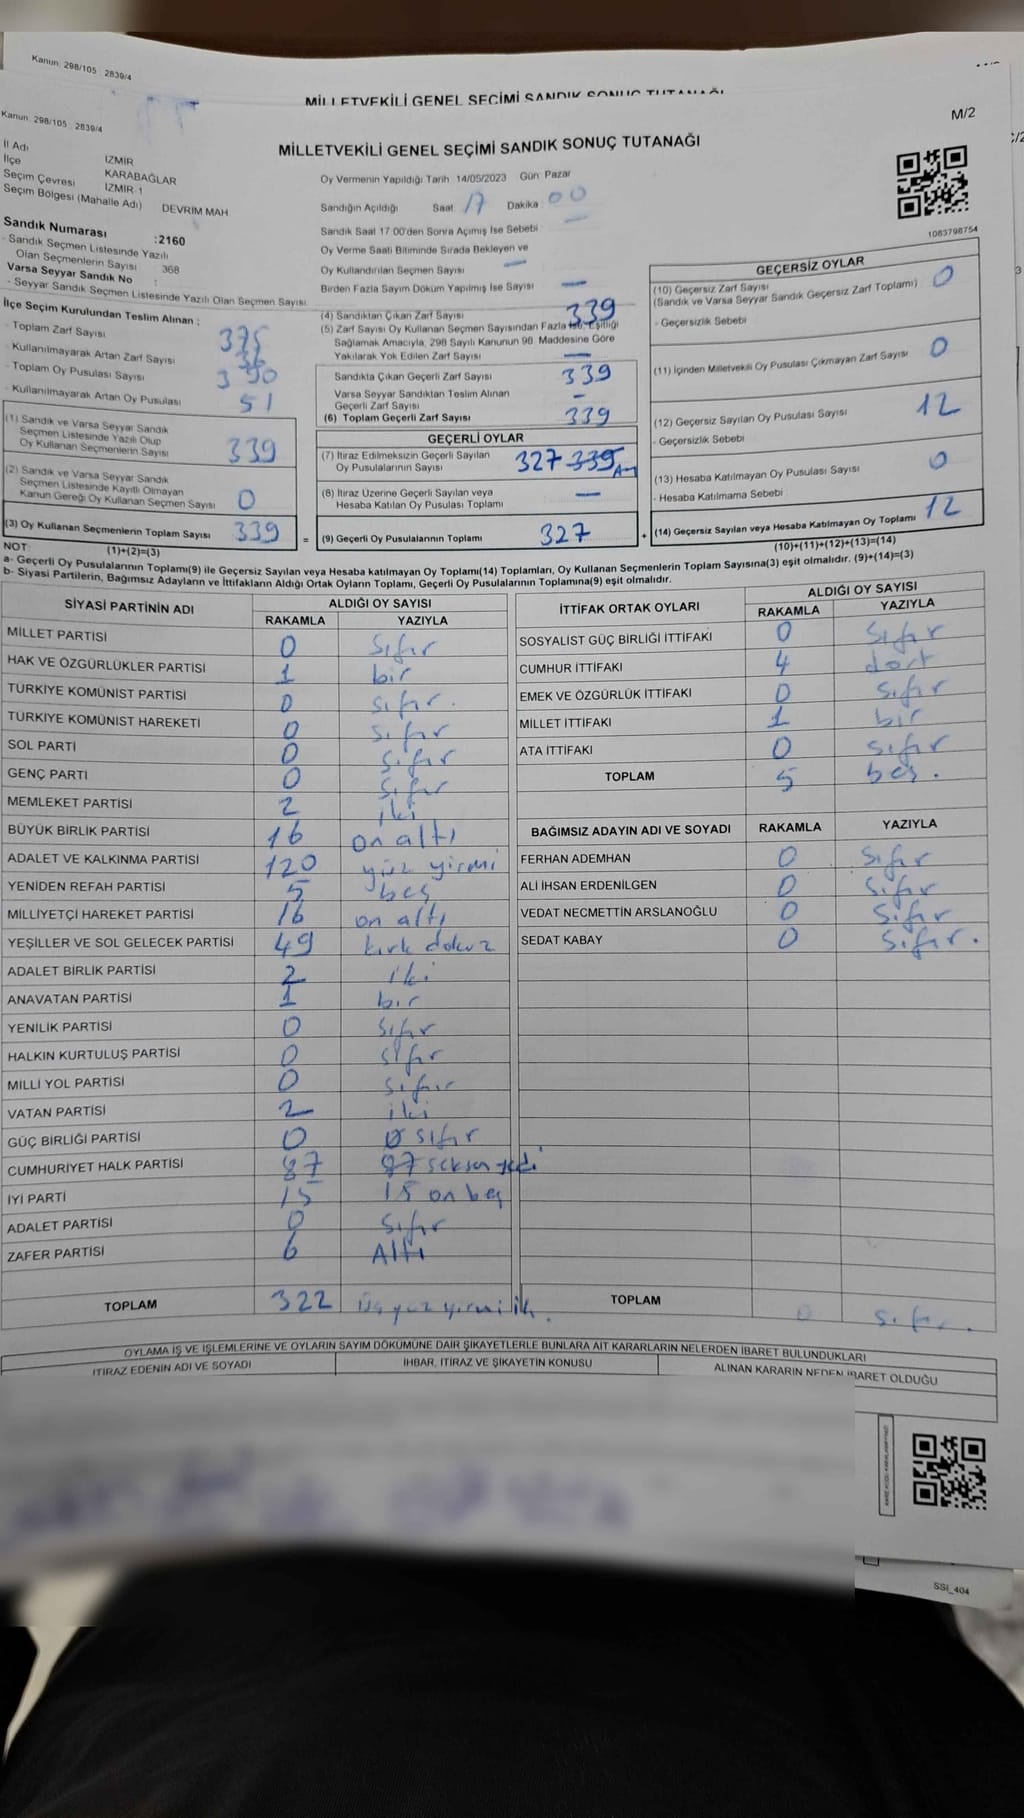 Kanun: 298/105 : 2839/4
MİLLETVEKİLİ GENEL SEÇİMİ SANDIK SONUÇ TUTANAĞI
Kanun: 298/105 : 2839/4
M/2
MİLLETVEKİLİ GENEL SEÇİMİ SANDIK SONUÇ TUTANAĞI
İl Adı İZMİR
İlçe KARABAĞLAR
Seçim Çevresi İZMİR-1
Seçim Bölgesi (Mahalle Adı) DEVRİM MAH
Sandık Numarası :2160
- Sandık Seçmen Listesinde Yazılı
Olan Seçmenlerin Sayısı : 368
Varsa Seyyar Sandık No :
- Seyyar Sandık Seçmen Listesinde Yazılı Olan Seçmen Sayısı:
Oy Vermenin Yapıldığı Tarih 14/05/2023 Gün: Pazar
Sandığın Açıldığı Saat 17 Dakika 00
Sandık Saat 17 00'den Sonra Açımış İse Sebebi
Oy Verme Saati Bitiminde Sırada Bekleyen ve
Oy Kullandırılan Seçmen Sayısı —
Birden Fazla Sayım Döküm Yapılmış İse Sayısı —
1083798754
İlçe Seçim Kurulundan Teslim Alınan :
- Toplam Zarf Sayısı 375
- Kullanılmayarak Artan Zarf Sayısı
- Toplam Oy Pusulası Sayısı 390
- Kullanılmayarak Artan Oy Pusulası 51
(1) Sandık ve Varsa Seyyar Sandık
Seçmen Listesinde Yazılı Olup
Oy Kullanan Seçmenlerin Sayısı 339
(2) Sandık ve Varsa Seyyar Sandık
Seçmen Listesinde Kayıtlı Olmayan
Kanun Gereği Oy Kullanan Seçmen Sayısı 0
(3) Oy Kullanan Seçmenlerin Toplam Sayısı 339
(1)+(2)=(3)
(4) Sandıktan Çıkan Zarf Sayısı 339
(5) Zarf Sayısı Oy Kullanan Seçmen Sayısından Fazla İse, Eşitliği
Sağlamak Amacıyla, 298 Sayılı Kanunun 98. Maddesine Göre
Yakılarak Yok Edilen Zarf Sayısı —
Sandıkta Çıkan Geçerli Zarf Sayısı 339
Varsa Seyyar Sandıktan Teslim Alınan
Geçerli Zarf Sayısı -
(6) Toplam Geçerli Zarf Sayısı 339
GEÇERLİ OYLAR
(7) İtiraz Edilmeksizin Geçerli Sayılan
Oy Pusulalarının Sayısı 327 339
(8) İtiraz Üzerine Geçerli Sayılan veya
Hesaba Katılan Oy Pusulası Toplamı —
= (9) Geçerli Oy Pusulalarının Toplamı 327 +
GEÇERSİZ OYLAR
(10) Geçersiz Zarf Sayısı 0
(Sandık ve Varsa Seyyar Sandık Geçersiz Zarf Toplamı)
- Geçersizlik Sebebi
(11) İçinden Milletvekili Oy Pusulası Çıkmayan Zarf Sayısı 0
(12) Geçersiz Sayılan Oy Pusulası Sayısı 12
- Geçersizlik Sebebi
(13) Hesaba Katılmayan Oy Pusulası Sayısı 0
- Hesaba Katılmama Sebebi :
(14) Geçersiz Sayılan veya Hesaba Katılmayan Oy Toplamı 12
(10)+(11)+(12)+(13)=(14)
NOT:
a- Geçerli Oy Pusulalarının Toplamı(9) ile Geçersiz Sayılan veya Hesaba katılmayan Oy Toplamı(14) Toplamları, Oy Kullanan Seçmenlerin Toplam Sayısına(3) eşit olmalıdır. (9)+(14)=(3)
b- Siyasi Partilerin, Bağımsız Adayların ve İttifakların Aldığı Ortak Oyların Toplamı, Geçerli Oy Pusulalarının Toplamına(9) eşit olmalıdır.
SİYASİ PARTİNİN ADI ALDIĞI OY SAYISI
RAKAMLA YAZIYLA
MİLLET PARTİSİ 0 Sıfır
HAK VE ÖZGÜRLÜKLER PARTİSİ 1 bir
TÜRKİYE KOMÜNİST PARTİSİ 0 sıfır.
TÜRKİYE KOMÜNİST HAREKETİ 0 sıfır
SOL PARTİ 0 sıfır
GENÇ PARTİ 0 sıfır
MEMLEKET PARTİSİ 2 iki
BÜYÜK BİRLİK PARTİSİ 16 on altı
ADALET VE KALKINMA PARTİSİ 120 yüz yirmi
YENİDEN REFAH PARTİSİ 5 beş
MİLLİYETÇİ HAREKET PARTİSİ 16 on altı
YEŞİLLER VE SOL GELECEK PARTİSİ 49 kırk dokuz
ADALET BİRLİK PARTİSİ 2 iki
ANAVATAN PARTİSİ 1 bir
YENİLİK PARTİSİ 0 sıfır
HALKIN KURTULUŞ PARTİSİ 0 sıfır
MİLLİ YOL PARTİSİ 0 sıfır
VATAN PARTİSİ 2 iki
GÜÇ BİRLİĞİ PARTİSİ 0 0 sıfır
CUMHURİYET HALK PARTİSİ 87 87 seksen yedi
İYİ PARTİ 15 15 on beş
ADALET PARTİSİ 0 sıfır
ZAFER PARTİSİ 6 Altı
TOPLAM 322 Üç yüz yirmi ik.
İTTİFAK ORTAK OYLARI ALDIĞI OY SAYISI
RAKAMLA YAZIYLA
SOSYALİST GÜÇ BİRLİĞİ İTTİFAKI 0 Sıfır
CUMHUR İTTİFAKI 4 dört
EMEK VE ÖZGÜRLÜK İTTİFAKI 0 sıfır
MİLLET İTTİFAKI 1 bir
ATA İTTİFAKI 0 sıfır
TOPLAM 5 beş.
BAĞIMSIZ ADAYIN ADI VE SOYADI RAKAMLA YAZIYLA
FERHAN ADEMHAN 0 sıfır
ALİ İHSAN ERDENİLGEN 0 sıfır
VEDAT NECMETTİN ARSLANOĞLU 0 sıfır
SEDAT KABAY 0 sıfır.
TOPLAM 0 sıfır.
OYLAMA İŞ VE İŞLEMLERİNE VE OYLARIN SAYIM DÖKÜMÜNE DAİR ŞİKAYETLERLE BUNLARA AİT KARARLARIN NELERDEN İBARET BULUNDUKLARI
İTİRAZ EDENİN ADI VE SOYADI İHBAR, İTİRAZ VE ŞİKAYETİN KONUSU ALINAN KARARIN NEDEN İBARET OLDUĞU
SSİ_404